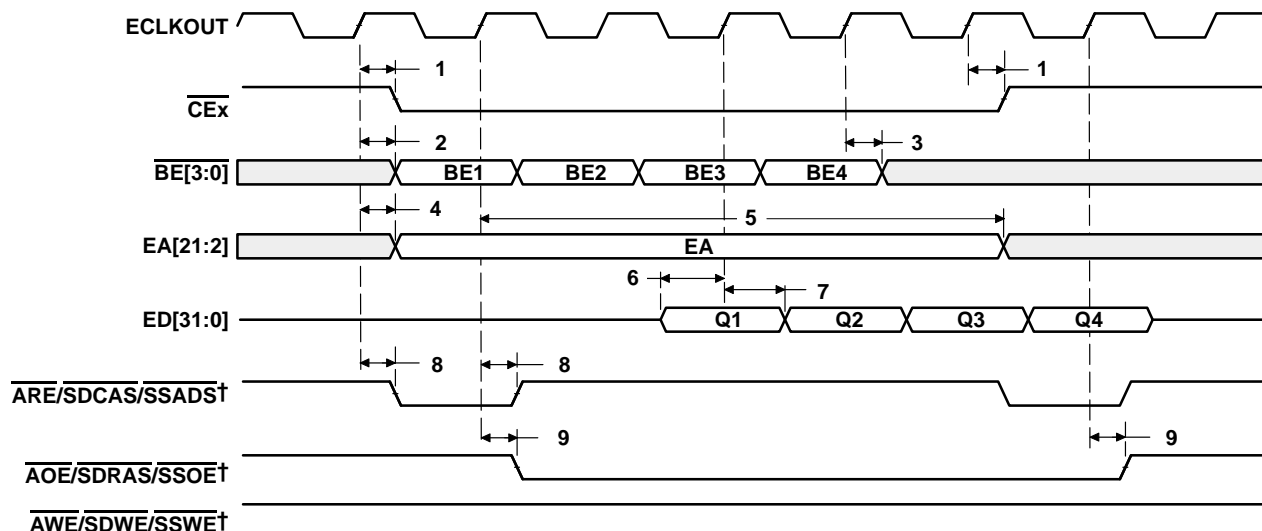 ECLKOUT
1 1
CEx
2 3
BE[3:0] BE1 BE2 BE3 BE4
4 5
EA[21:2] EA
6 7
ED[31:0] Q1 Q2 Q3 Q4
8 8
ARE/SDCAS/SSADS†
9 9
AOE/SDRAS/SSOE†
AWE/SDWE/SSWE†